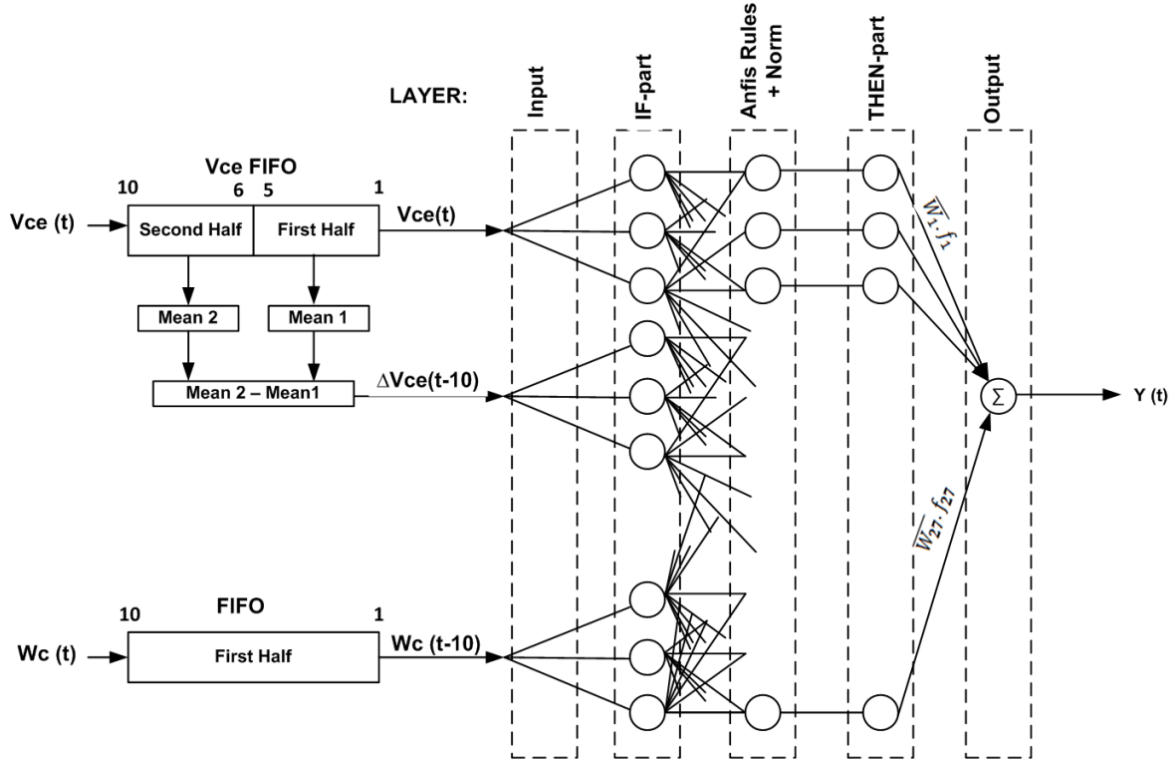 LAYER:
Input
IF-part
Anfis Rules
+ Norm
THEN-part
Output
Vce FIFO
10 6 5 1
Vce (t)
Second Half
First Half
Vce(t)
Mean 2
Mean 1
Mean 2 – Mean1
ΔVce(t-10)
W̅₁. f₁
Σ
Y (t)
W̅₂₇. f₂₇
FIFO
10 1
Wc (t)
First Half
Wc (t-10)